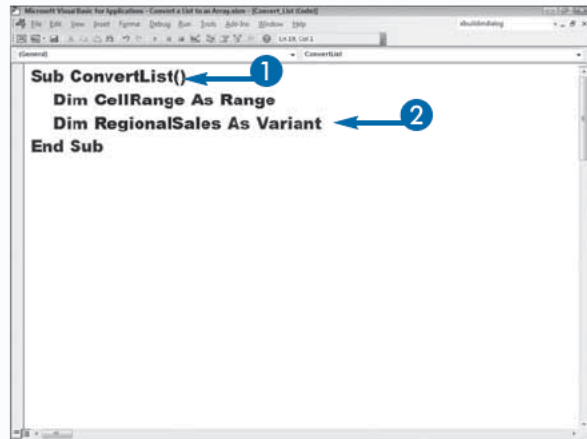 Microsoft Visual Basic for Applications - Convert a List to an Array.xlsm - [Convert_List (Code)]
File Edit View Insert Format Debug Run Tools Add-Ins Window Help
Ln 19, Col 1
(General) ConvertList
Sub ConvertList() 1
Dim CellRange As Range
Dim RegionalSales As Variant 2
End Sub